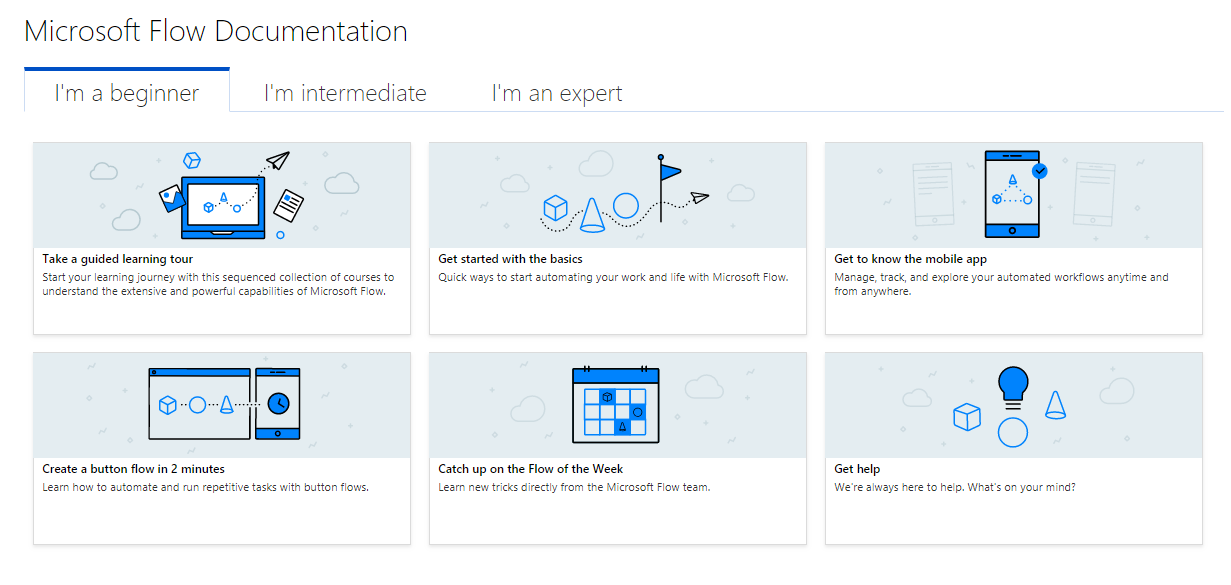 Microsoft Flow Documentation
I'm a beginner
I'm intermediate
I'm an expert
Take a guided learning tour
Start your learning journey with this sequenced collection of courses to
understand the extensive and powerful capabilities of Microsoft Flow.
Get started with the basics
Quick ways to start automating your work and life with Microsoft Flow.
Get to know the mobile app
Manage, track, and explore your automated workflows anytime and
from anywhere.
Create a button flow in 2 minutes
Learn how to automate and run repetitive tasks with button flows.
Catch up on the Flow of the Week
Learn new tricks directly from the Microsoft Flow team.
Get help
We're always here to help. What's on your mind?